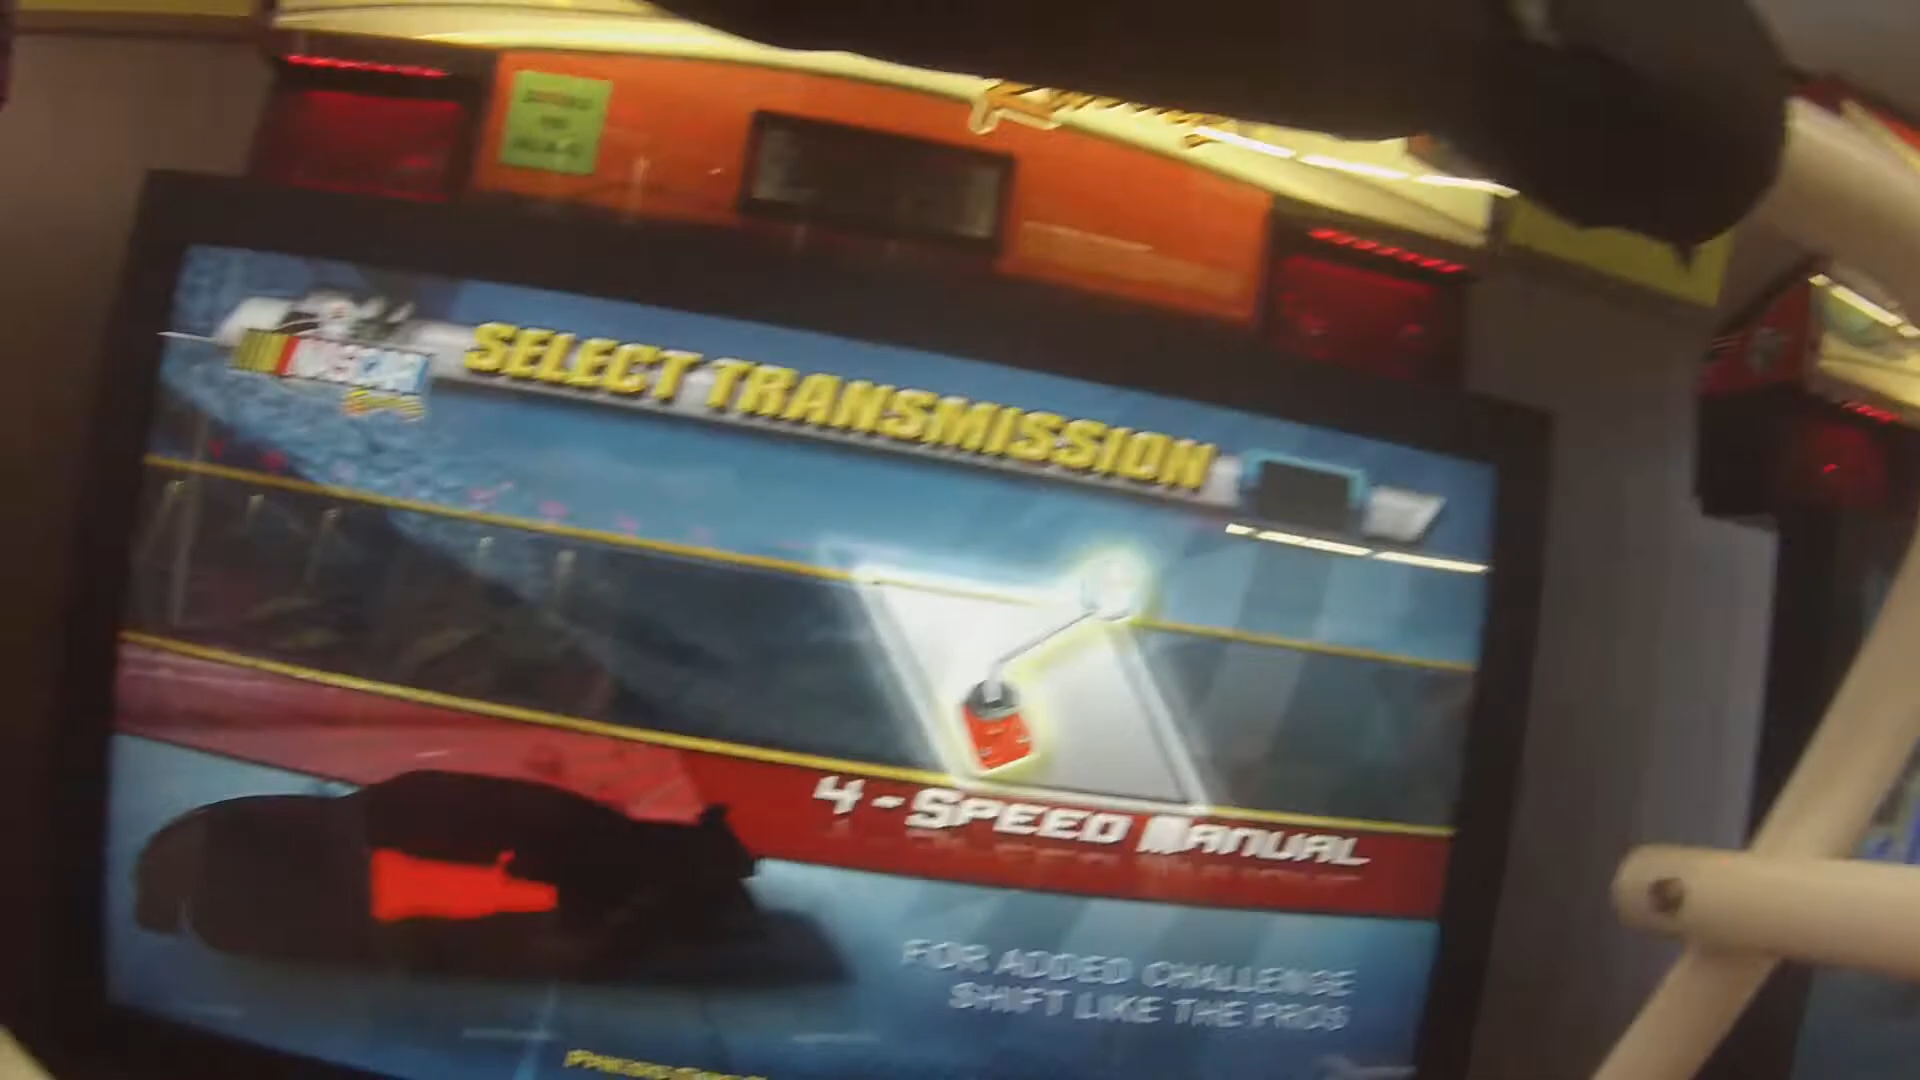 NASCAR
SELECT TRANSMISSION
4 - SPEED MANUAL
FOR ADDED CHALLENGE
SHIFT LIKE THE PROS